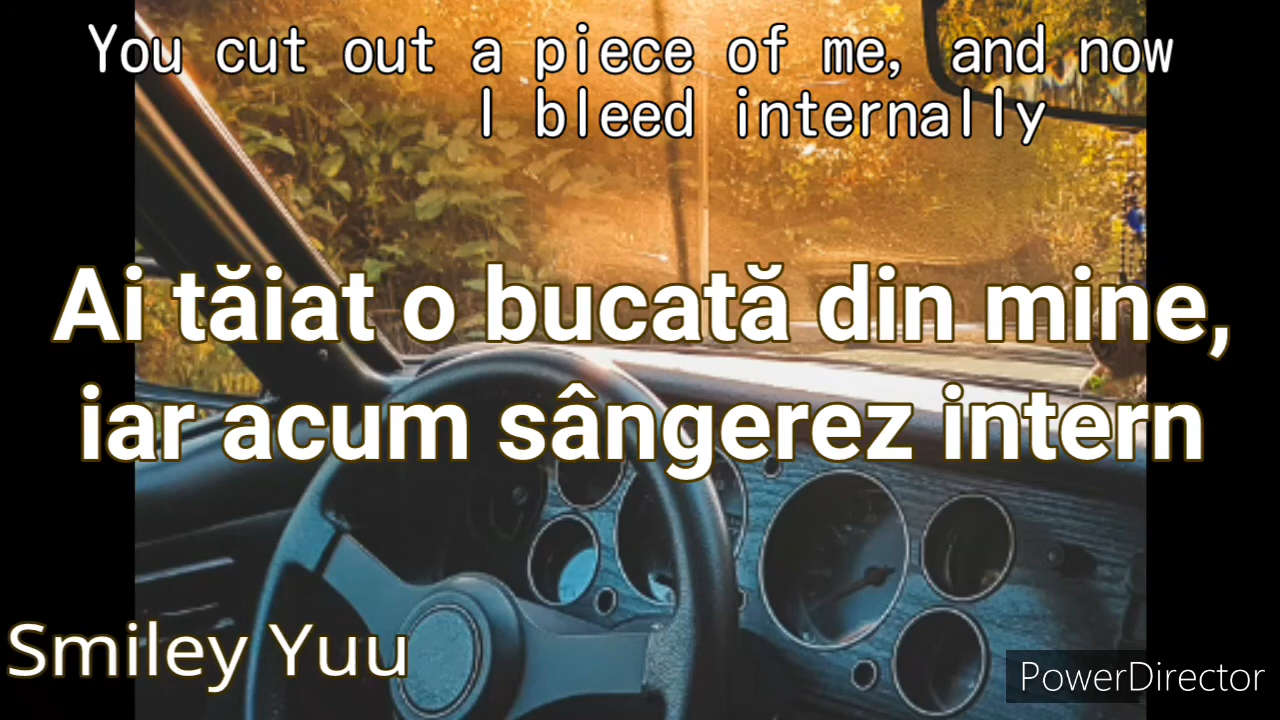 You cut out a piece of me, and now
I bleed internally
Ai tăiat o bucată din mine,
iar acum sângerez intern
Smiley Yuu
PowerDirector